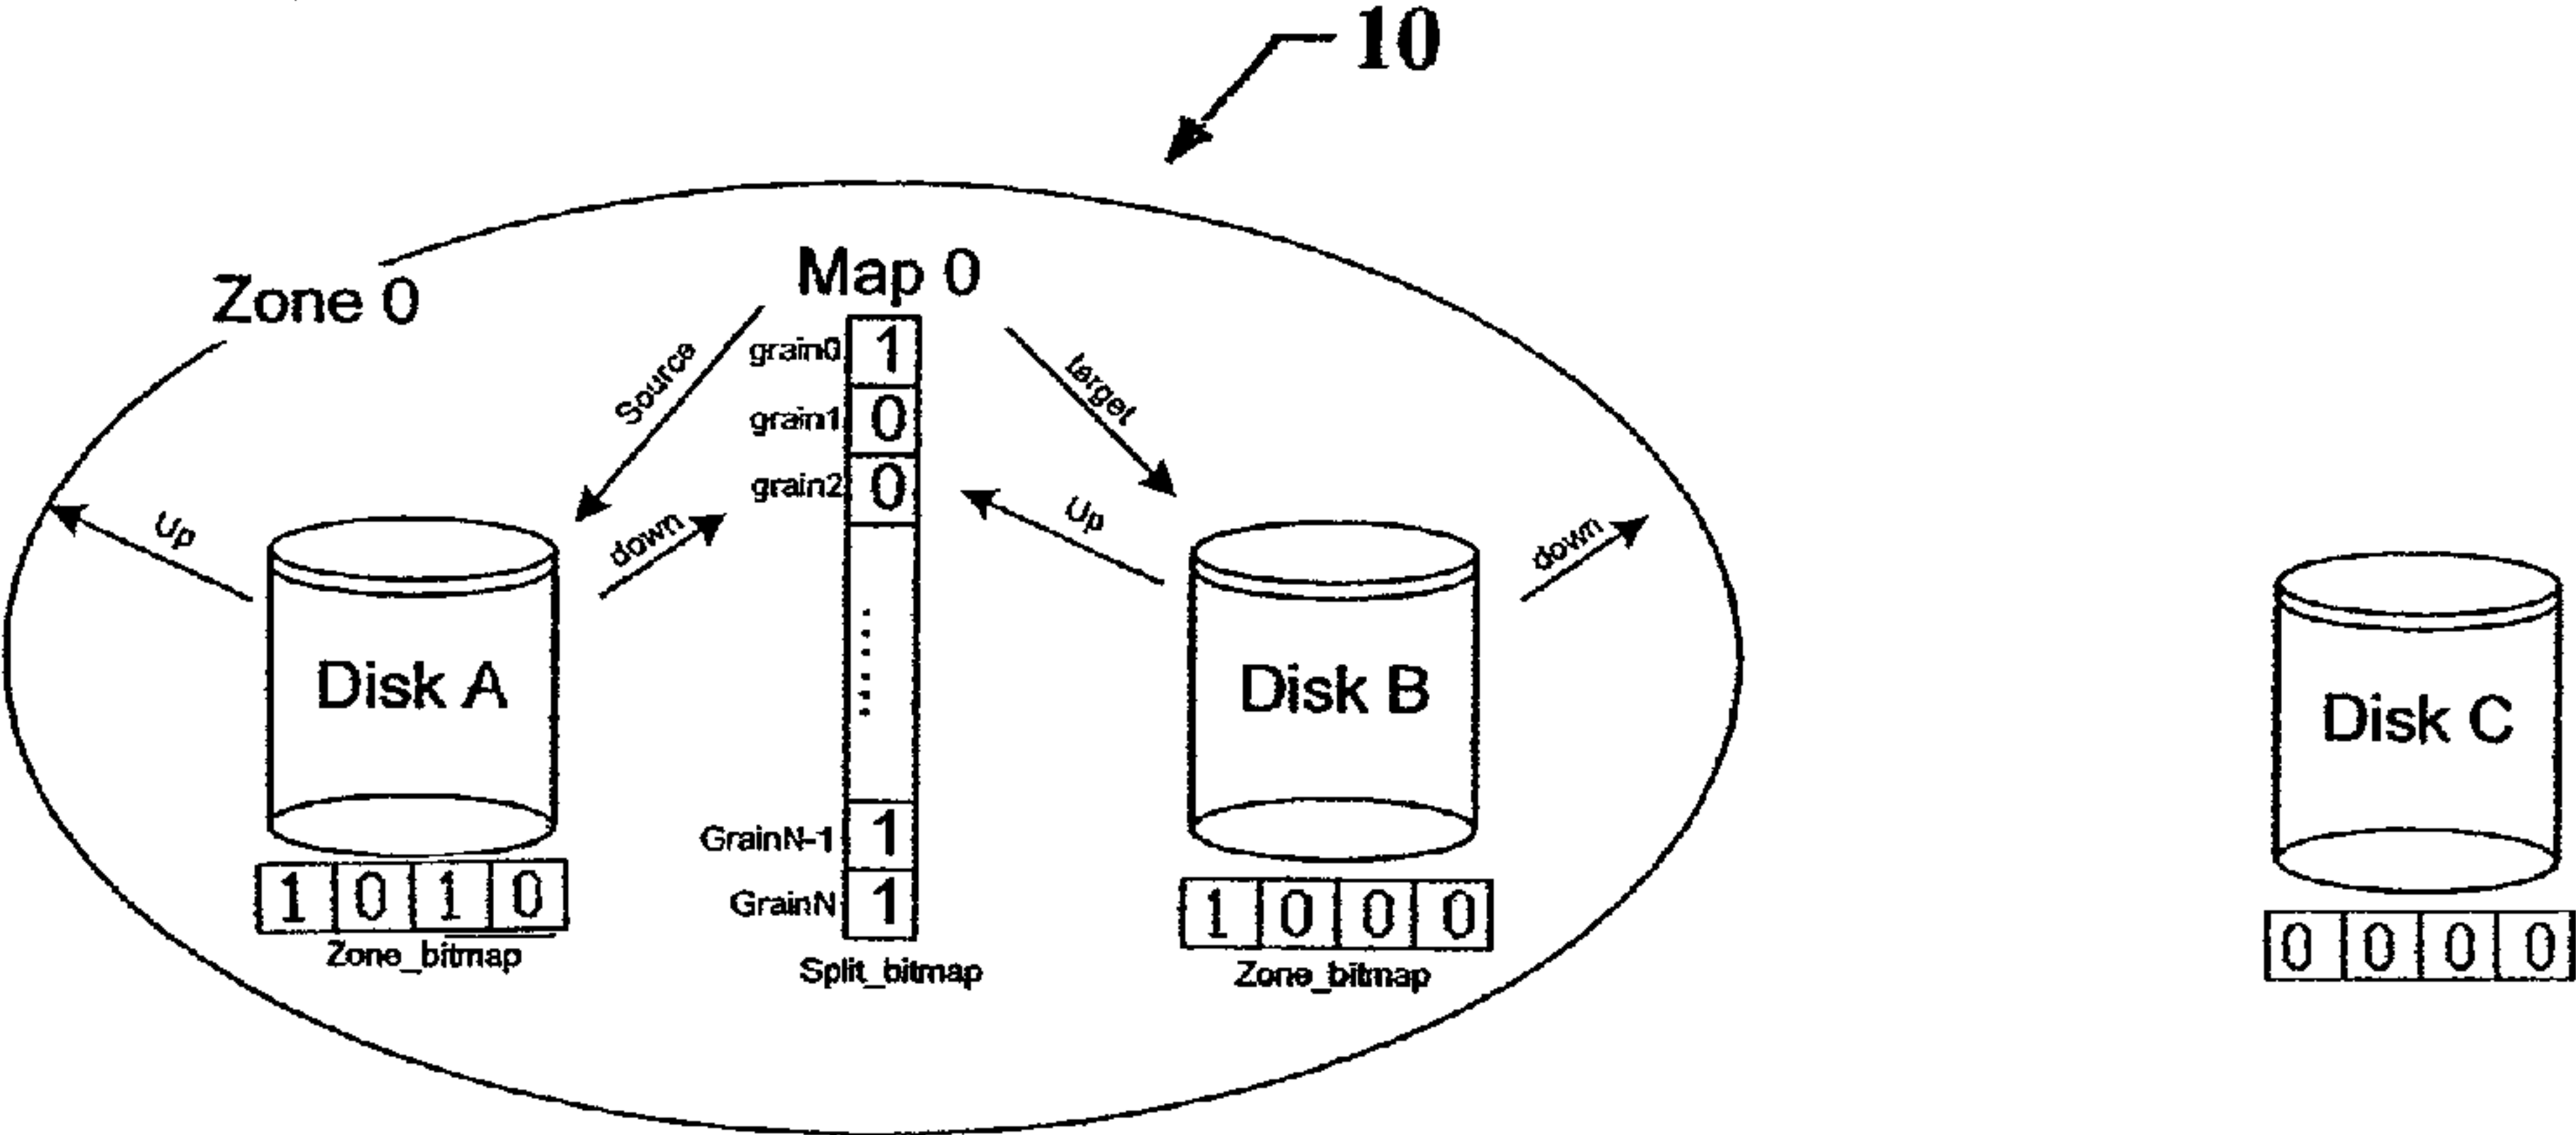 10
Zone 0
Map 0
Source
target
grain0 1
grain1 0
grain2 0
Up
down
Up
down
Disk A
Disk B
Disk C
GrainN-1 1
GrainN 1
1 0 1 0
1 0 0 0
0 0 0 0
Zone_bitmap
Split_bitmap
Zone_bitmap